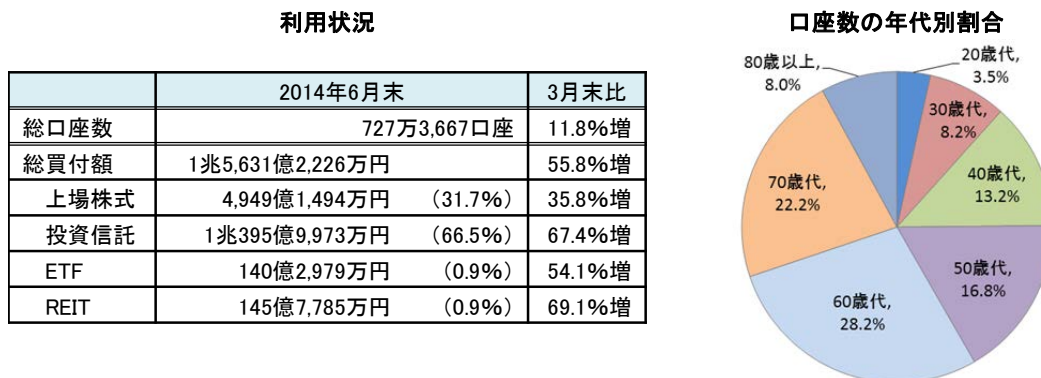 利用状況
2014年6月末 3月末比
総口座数 727万3,667口座 11.8%増
総買付額 1兆5,631億2,226万円 55.8%増
上場株式 4,949億1,494万円 (31.7%) 35.8%増
投資信託 1兆395億9,973万円 (66.5%) 67.4%増
ETF 140億2,979万円 (0.9%) 54.1%増
REIT 145億7,785万円 (0.9%) 69.1%増
口座数の年代別割合
20歳代,
3.5%
30歳代,
8.2%
40歳代,
13.2%
50歳代,
16.8%
60歳代,
28.2%
70歳代,
22.2%
80歳以上,
8.0%